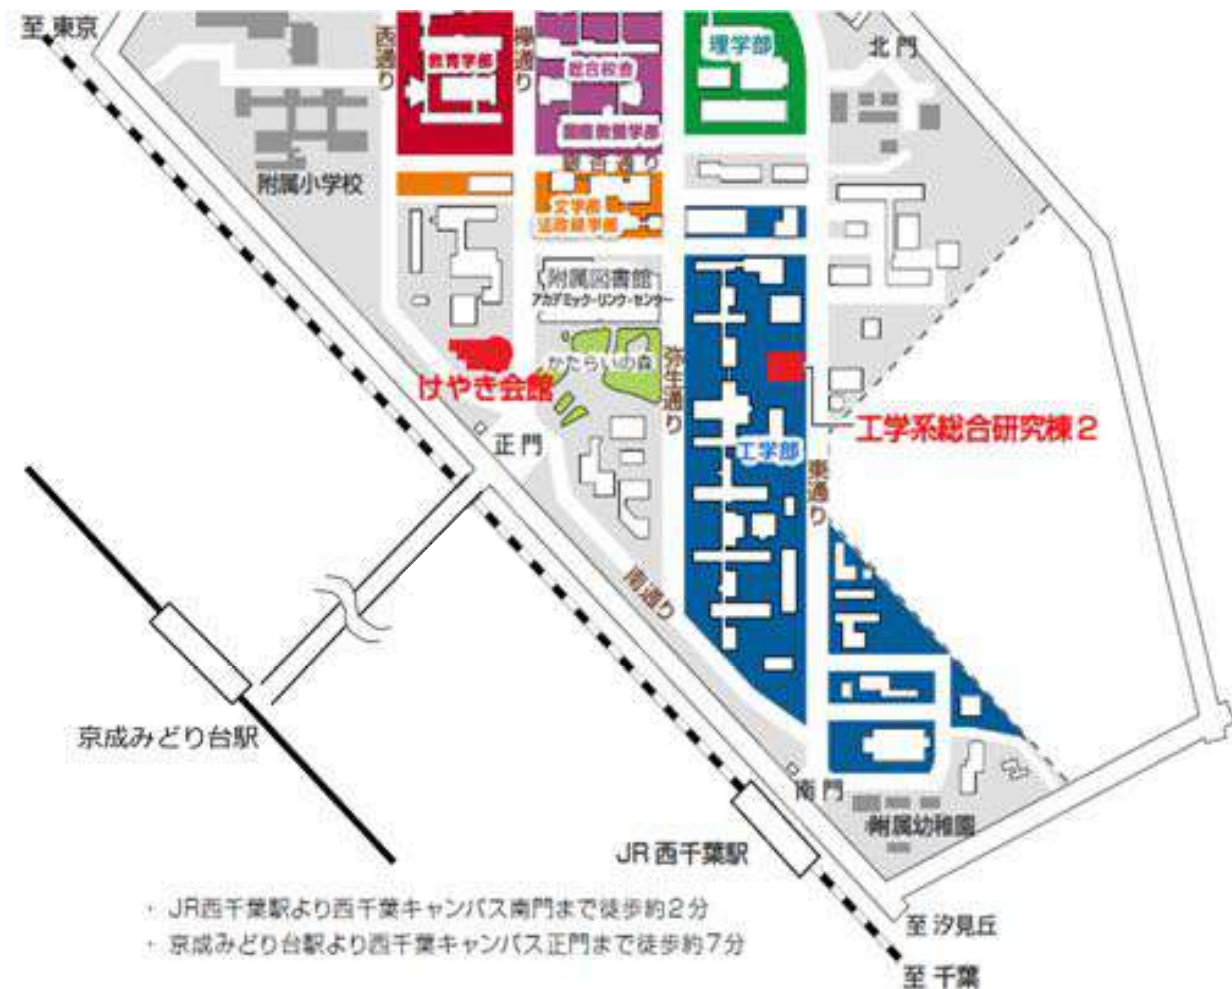 至 東京
西通り
教育学部
欅通り
総合校舎
国際教養学部
理学部
北門
附属小学校
総合通り
文学部
法政経学部
附属図書館
アカデミック・リンク・センター
けやき会館
かたらいの森
弥生通り
正門
工学部
工学系総合研究棟2
東通り
南通り
京成みどり台駅
南門
附属幼稚園
JR 西千葉駅
・ JR西千葉駅より西千葉キャンパス南門まで徒歩約2分
・ 京成みどり台駅より西千葉キャンパス正門まで徒歩約7分
至 汐見丘
至 千葉